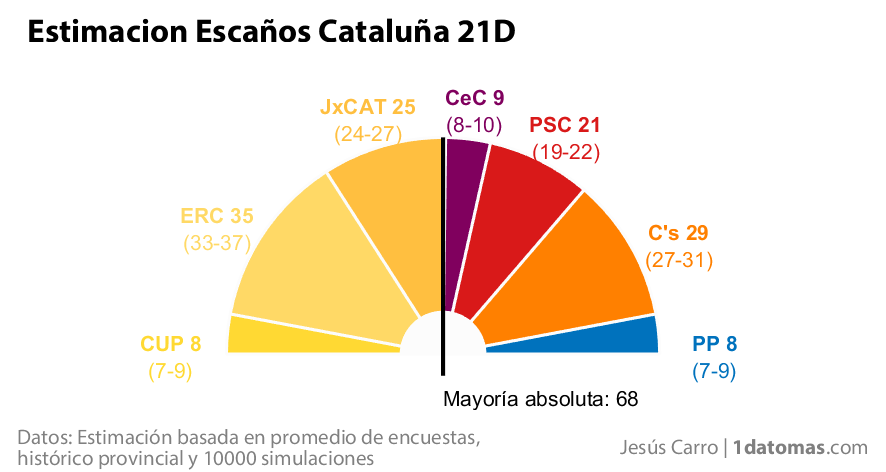 Estimacion Escaños Cataluña 21D
CeC 9
(8-10)
JxCAT 25
(24-27)
PSC 21
(19-22)
ERC 35
(33-37)
C's 29
(27-31)
CUP 8
(7-9)
PP 8
(7-9)
Mayoría absoluta: 68
Datos: Estimación basada en promedio de encuestas,
histórico provincial y 10000 simulaciones
Jesús Carro | 1datomas.com